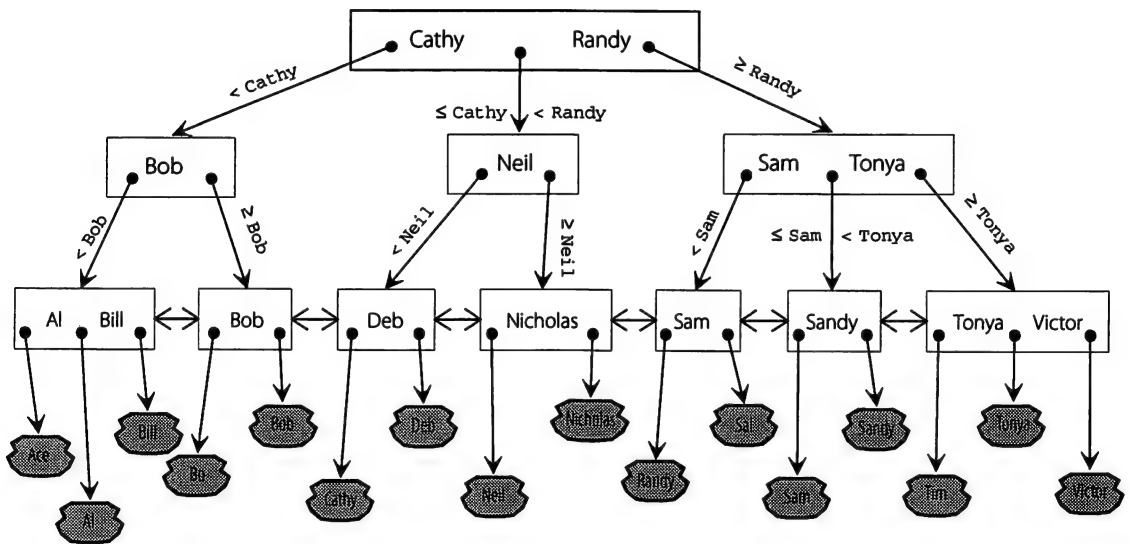 Cathy Randy
< Cathy
≤ Cathy < Randy
≥ Randy
Bob
Neil
Sam Tonya
< Bob
≥ Bob
< Neil
≥ Neil
< Sam
≤ Sam < Tonya
≥ Tonya
Al Bill
Bob
Deb
Nicholas
Sam
Sandy
Tonya Victor
Ace
Al
Bill
Bo
Bob
Cathy
Deb
Neil
Nicholas
Randy
Sal
Sam
Sandy
Tim
Tonya
Victor